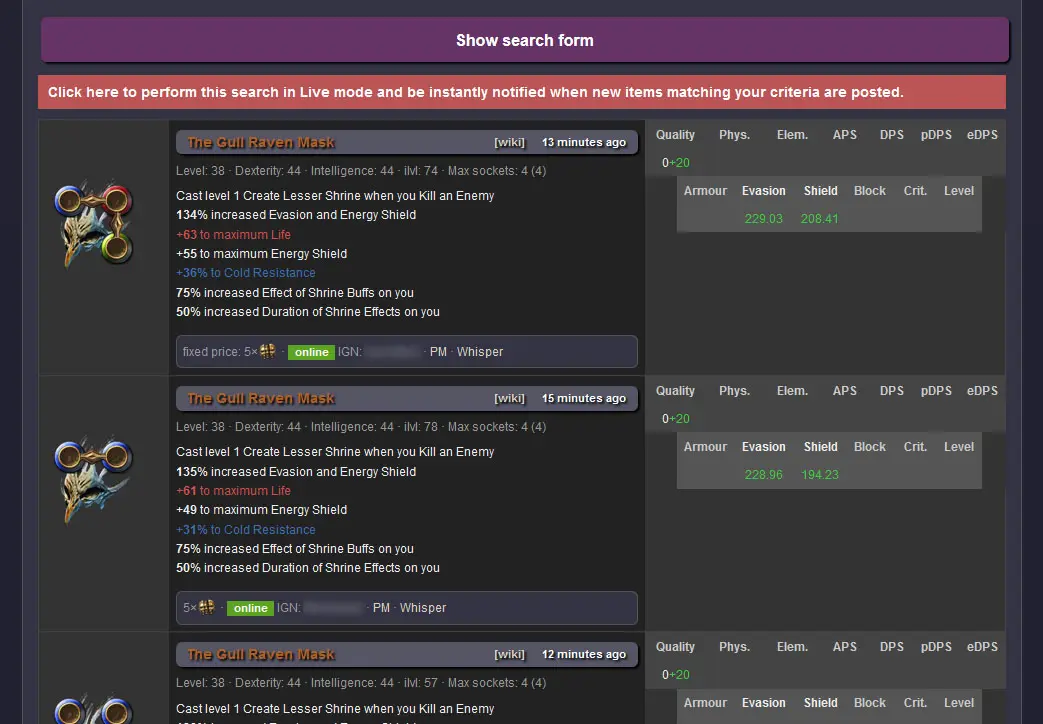 Show search form
Click here to perform this search in Live mode and be instantly notified when new items matching your criteria are posted.
The Gull Raven Mask [wiki] 13 minutes ago
Level: 38 · Dexterity: 44 · Intelligence: 44 · ilvl: 74 · Max sockets: 4 (4)
Cast level 1 Create Lesser Shrine when you Kill an Enemy
134% increased Evasion and Energy Shield
+63 to maximum Life
+55 to maximum Energy Shield
+36% to Cold Resistance
75% increased Effect of Shrine Buffs on you
50% increased Duration of Shrine Effects on you
fixed price: 5× · online IGN: · PM · Whisper
Quality Phys. Elem. APS DPS pDPS eDPS
0+20
Armour Evasion Shield Block Crit. Level
229.03 208.41
The Gull Raven Mask [wiki] 15 minutes ago
Level: 38 · Dexterity: 44 · Intelligence: 44 · ilvl: 78 · Max sockets: 4 (4)
Cast level 1 Create Lesser Shrine when you Kill an Enemy
135% increased Evasion and Energy Shield
+61 to maximum Life
+49 to maximum Energy Shield
+31% to Cold Resistance
75% increased Effect of Shrine Buffs on you
50% increased Duration of Shrine Effects on you
5× · online IGN: · PM · Whisper
Quality Phys. Elem. APS DPS pDPS eDPS
0+20
Armour Evasion Shield Block Crit. Level
228.96 194.23
The Gull Raven Mask [wiki] 12 minutes ago
Level: 38 · Dexterity: 44 · Intelligence: 44 · ilvl: 57 · Max sockets: 4 (4)
Cast level 1 Create Lesser Shrine when you Kill an Enemy
Quality Phys. Elem. APS DPS pDPS eDPS
0+20
Armour Evasion Shield Block Crit. Level